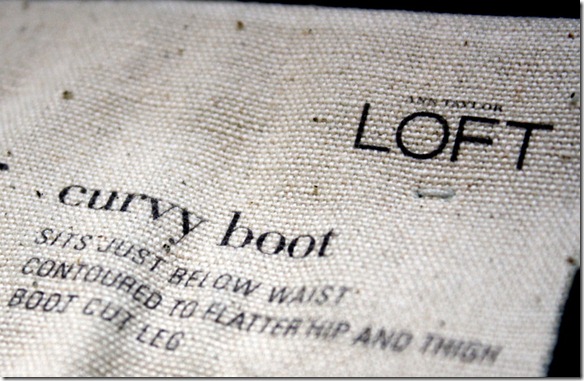 ANN TAYLOR
LOFT
curvy boot
SITS JUST BELOW WAIST
CONTOURED TO FLATTER HIP AND THIGH
BOOT CUT LEG